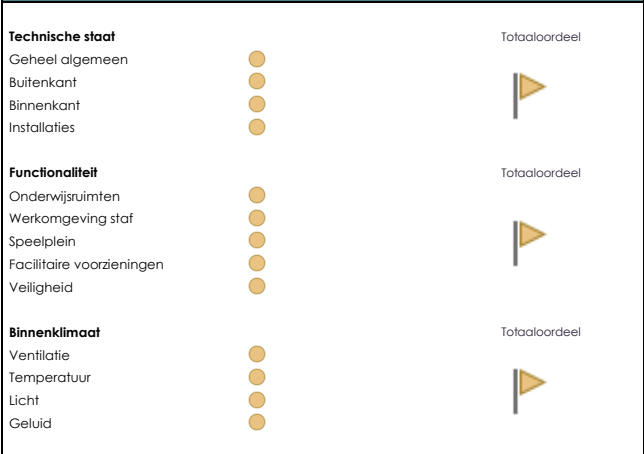 Technische staat Totaaloordeel
Geheel algemeen
Buitenkant
Binnenkant
Installaties
Functionaliteit Totaaloordeel
Onderwijsruimten
Werkomgeving staf
Speelplein
Facilitaire voorzieningen
Veiligheid
Binnenklimaat Totaaloordeel
Ventilatie
Temperatuur
Licht
Geluid